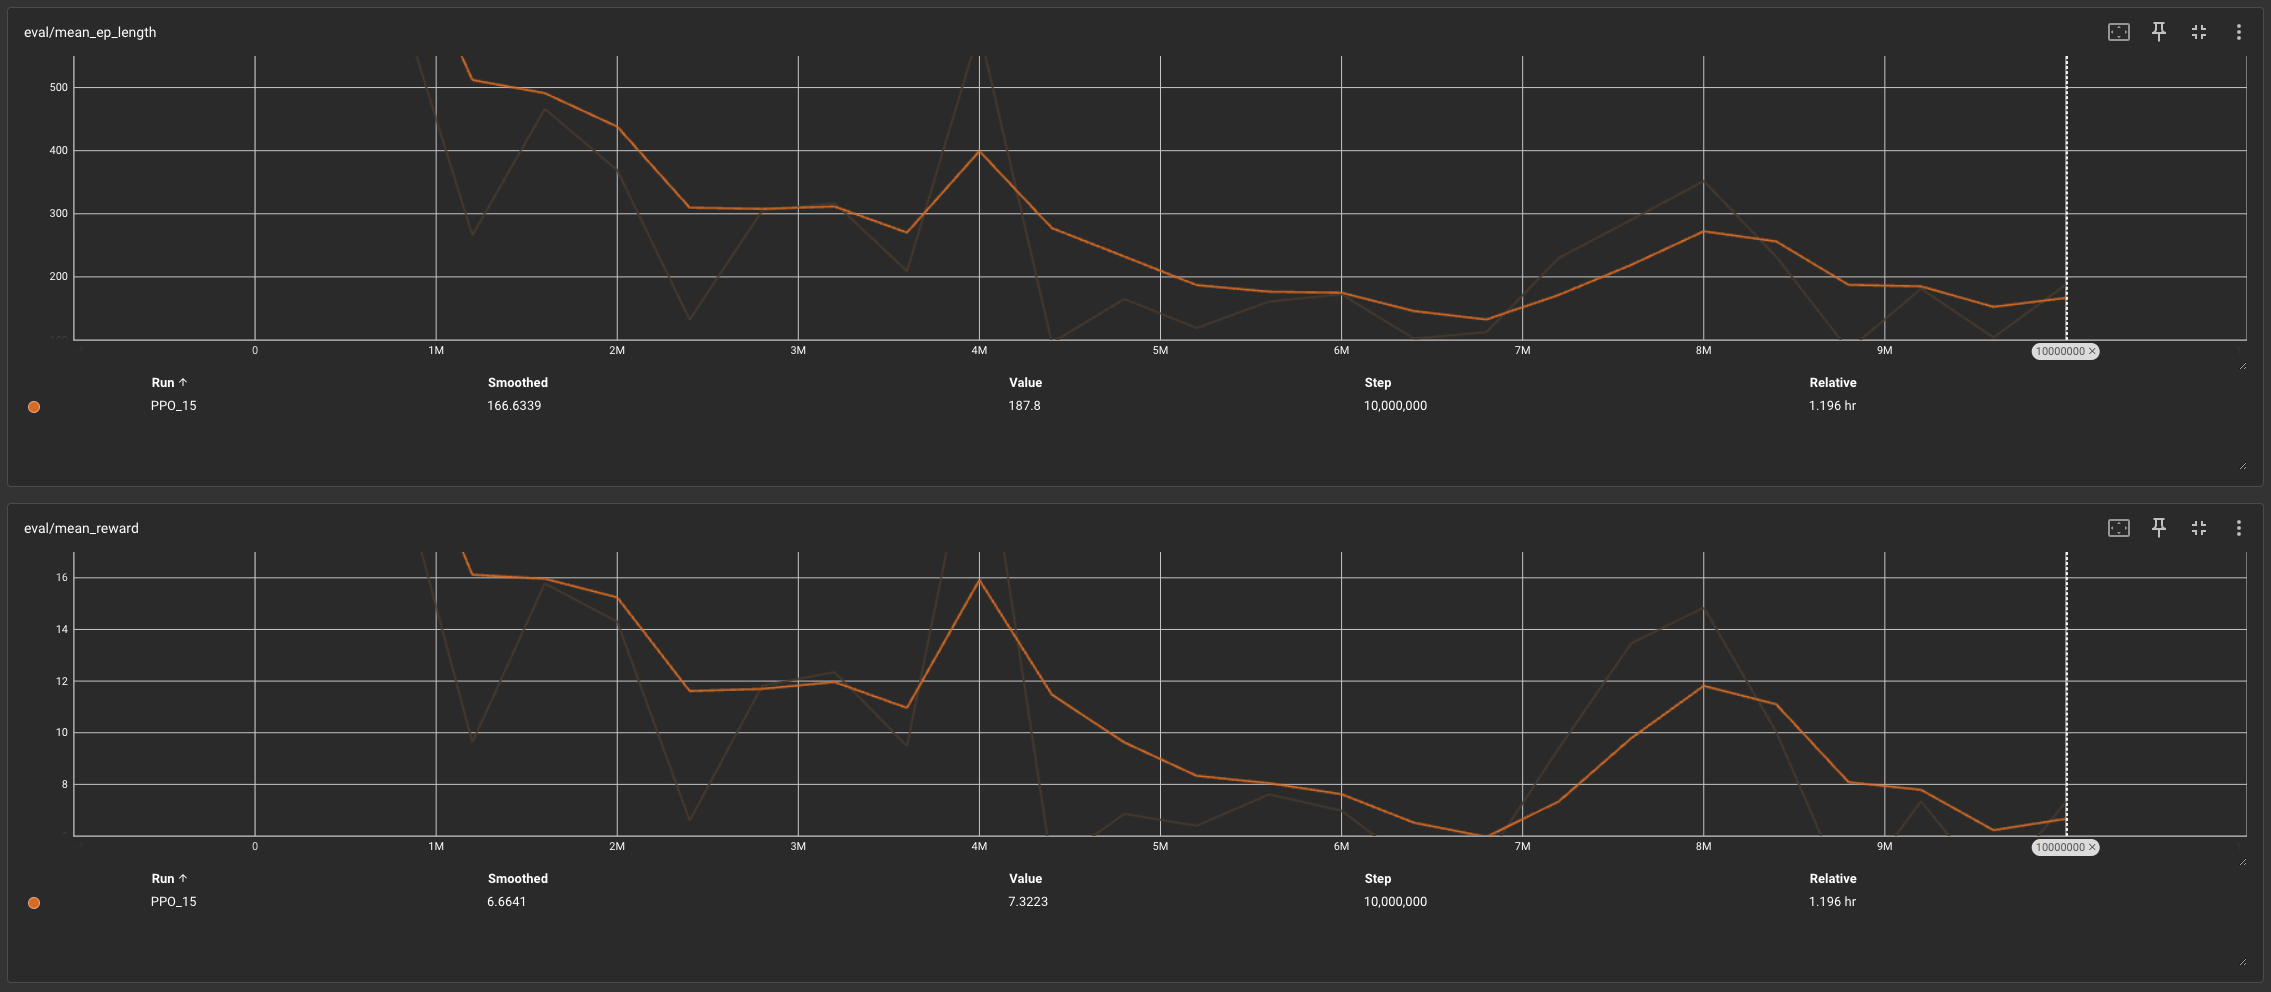 eval/mean_ep_length
500
400
300
200
0 1M 2M 3M 4M 5M 6M 7M 8M 9M 10000000 ×
Run ↑ Smoothed Value Step Relative
PPO_15 166.6339 187.8 10,000,000 1.196 hr
eval/mean_reward
16
14
12
10
8
0 1M 2M 3M 4M 5M 6M 7M 8M 9M 10000000 ×
Run ↑ Smoothed Value Step Relative
PPO_15 6.6641 7.3223 10,000,000 1.196 hr